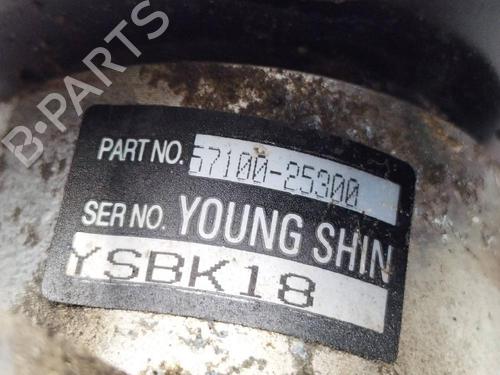 B-PARTS
PART NO. 57100-25300
SER NO. YOUNG SHIN
YSBK18